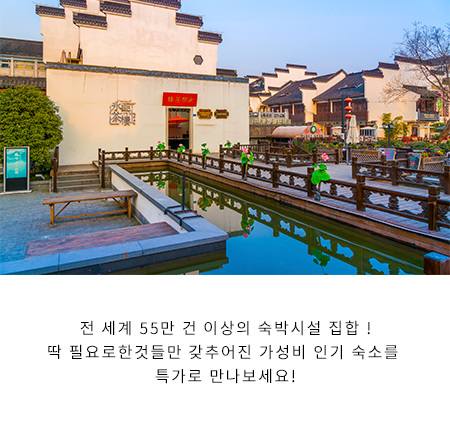 전 세계 55만 건 이상의 숙박시설 집합 !
딱 필요로한것들만 갖추어진 가성비 인기 숙소를
특가로 만나보세요!